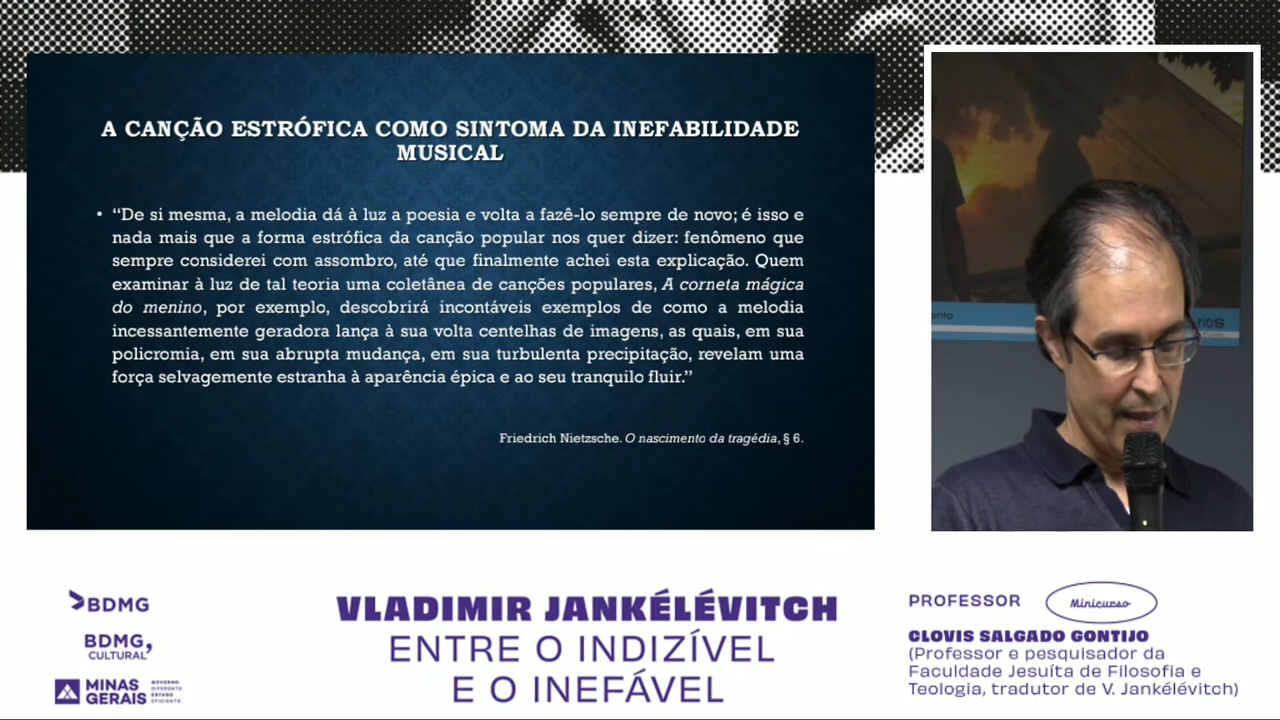 A CANÇÃO ESTRÓFICA COMO SINTOMA DA INEFABILIDADE
MUSICAL
• “De si mesma, a melodia dá à luz a poesia e volta a fazê-lo sempre de novo; é isso e
nada mais que a forma estrófica da canção popular nos quer dizer: fenômeno que
sempre considerei com assombro, até que finalmente achei esta explicação. Quem
examinar à luz de tal teoria uma coletânea de canções populares, A corneta mágica
do menino, por exemplo, descobrirá incontáveis exemplos de como a melodia
incessantemente geradora lança à sua volta centelhas de imagens, as quais, em sua
policromia, em sua abrupta mudança, em sua turbulenta precipitação, revelam uma
força selvagemente estranha à aparência épica e ao seu tranquilo fluir.”
Friedrich Nietzsche. O nascimento da tragédia, § 6.
BDMG
BDMG,
CULTURAL
MINAS
GERAIS
GOVERNO
DIFERENTE.
ESTADO
EFICIENTE.
VLADIMIR JANKÉLÉVITCH
ENTRE O INDIZÍVEL
E O INEFÁVEL
PROFESSOR
Minicurso
CLOVIS SALGADO GONTIJO
(Professor e pesquisador da
Faculdade Jesuíta de Filosofia e
Teologia, tradutor de V. Jankélévitch)